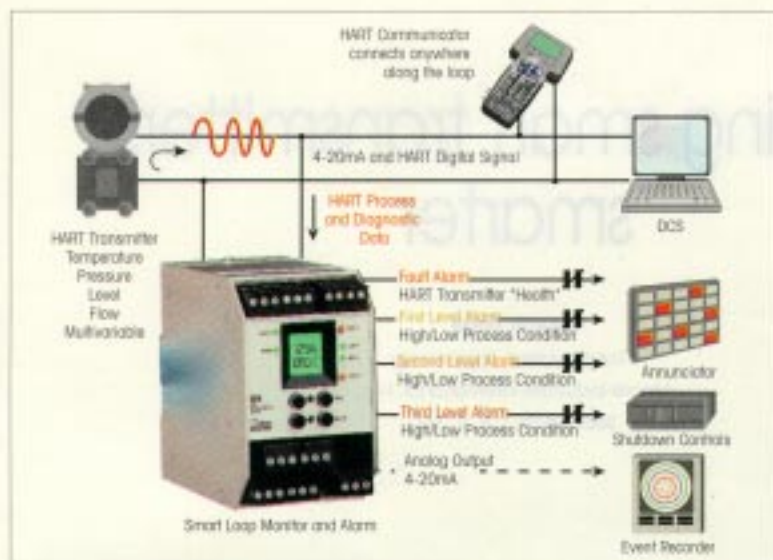 HART Communicator
connects anywhere
along the loop
4-20mA and HART Digital Signal
HART Process
and Diagnostic
Data
DCS
HART Transmitter
Temperature
Pressure
Level
Flow
Multivariable
Fault Alarm
HART Transmitter "Health"
First Level Alarm
High/Low Process Condition
Second Level Alarm
High/Low Process Condition
Annunciator
Third Level Alarm
High/Low Process Condition
Shutdown Controls
Analog Output
4-20mA
Smart Loop Monitor and Alarm
Event Recorder